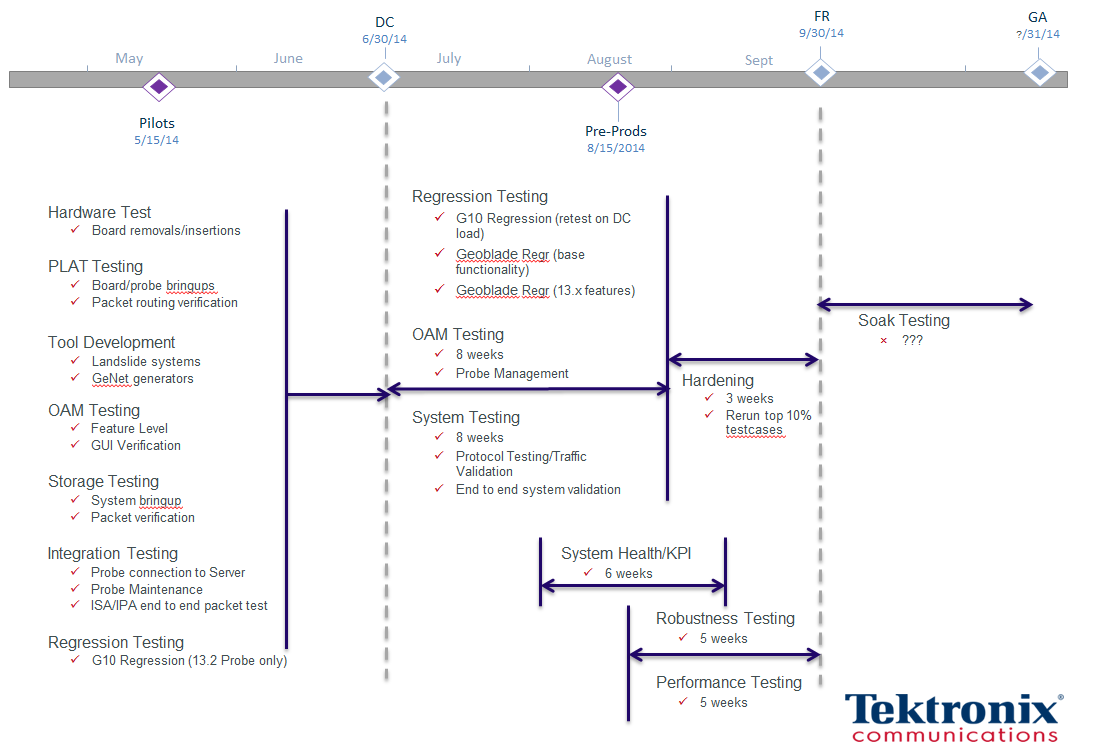 DC
6/30/14
FR
9/30/14
GA
?/31/14
May
June
July
August
Sept
Pilots
5/15/14
Pre-Prods
8/15/2014
Hardware Test
✓ Board removals/insertions
PLAT Testing
✓ Board/probe bringups
✓ Packet routing verification
Tool Development
✓ Landslide systems
✓ GeNet generators
OAM Testing
✓ Feature Level
✓ GUI Verification
Storage Testing
✓ System bringup
✓ Packet verification
Integration Testing
✓ Probe connection to Server
✓ Probe Maintenance
✓ ISA/IPA end to end packet test
Regression Testing
✓ G10 Regression (13.2 Probe only)
Regression Testing
✓ G10 Regression (retest on DC
load)
✓ Geoblade Regr (base
functionality)
✓ Geoblade Regr (13.x features)
OAM Testing
✓ 8 weeks
✓ Probe Management
System Testing
✓ 8 weeks
✓ Protocol Testing/Traffic
Validation
✓ End to end system validation
Hardening
✓ 3 weeks
✓ Rerun top 10%
testcases
Soak Testing
× ???
System Health/KPI
✓ 6 weeks
Robustness Testing
✓ 5 weeks
Performance Testing
✓ 5 weeks
Tektronix®
communications